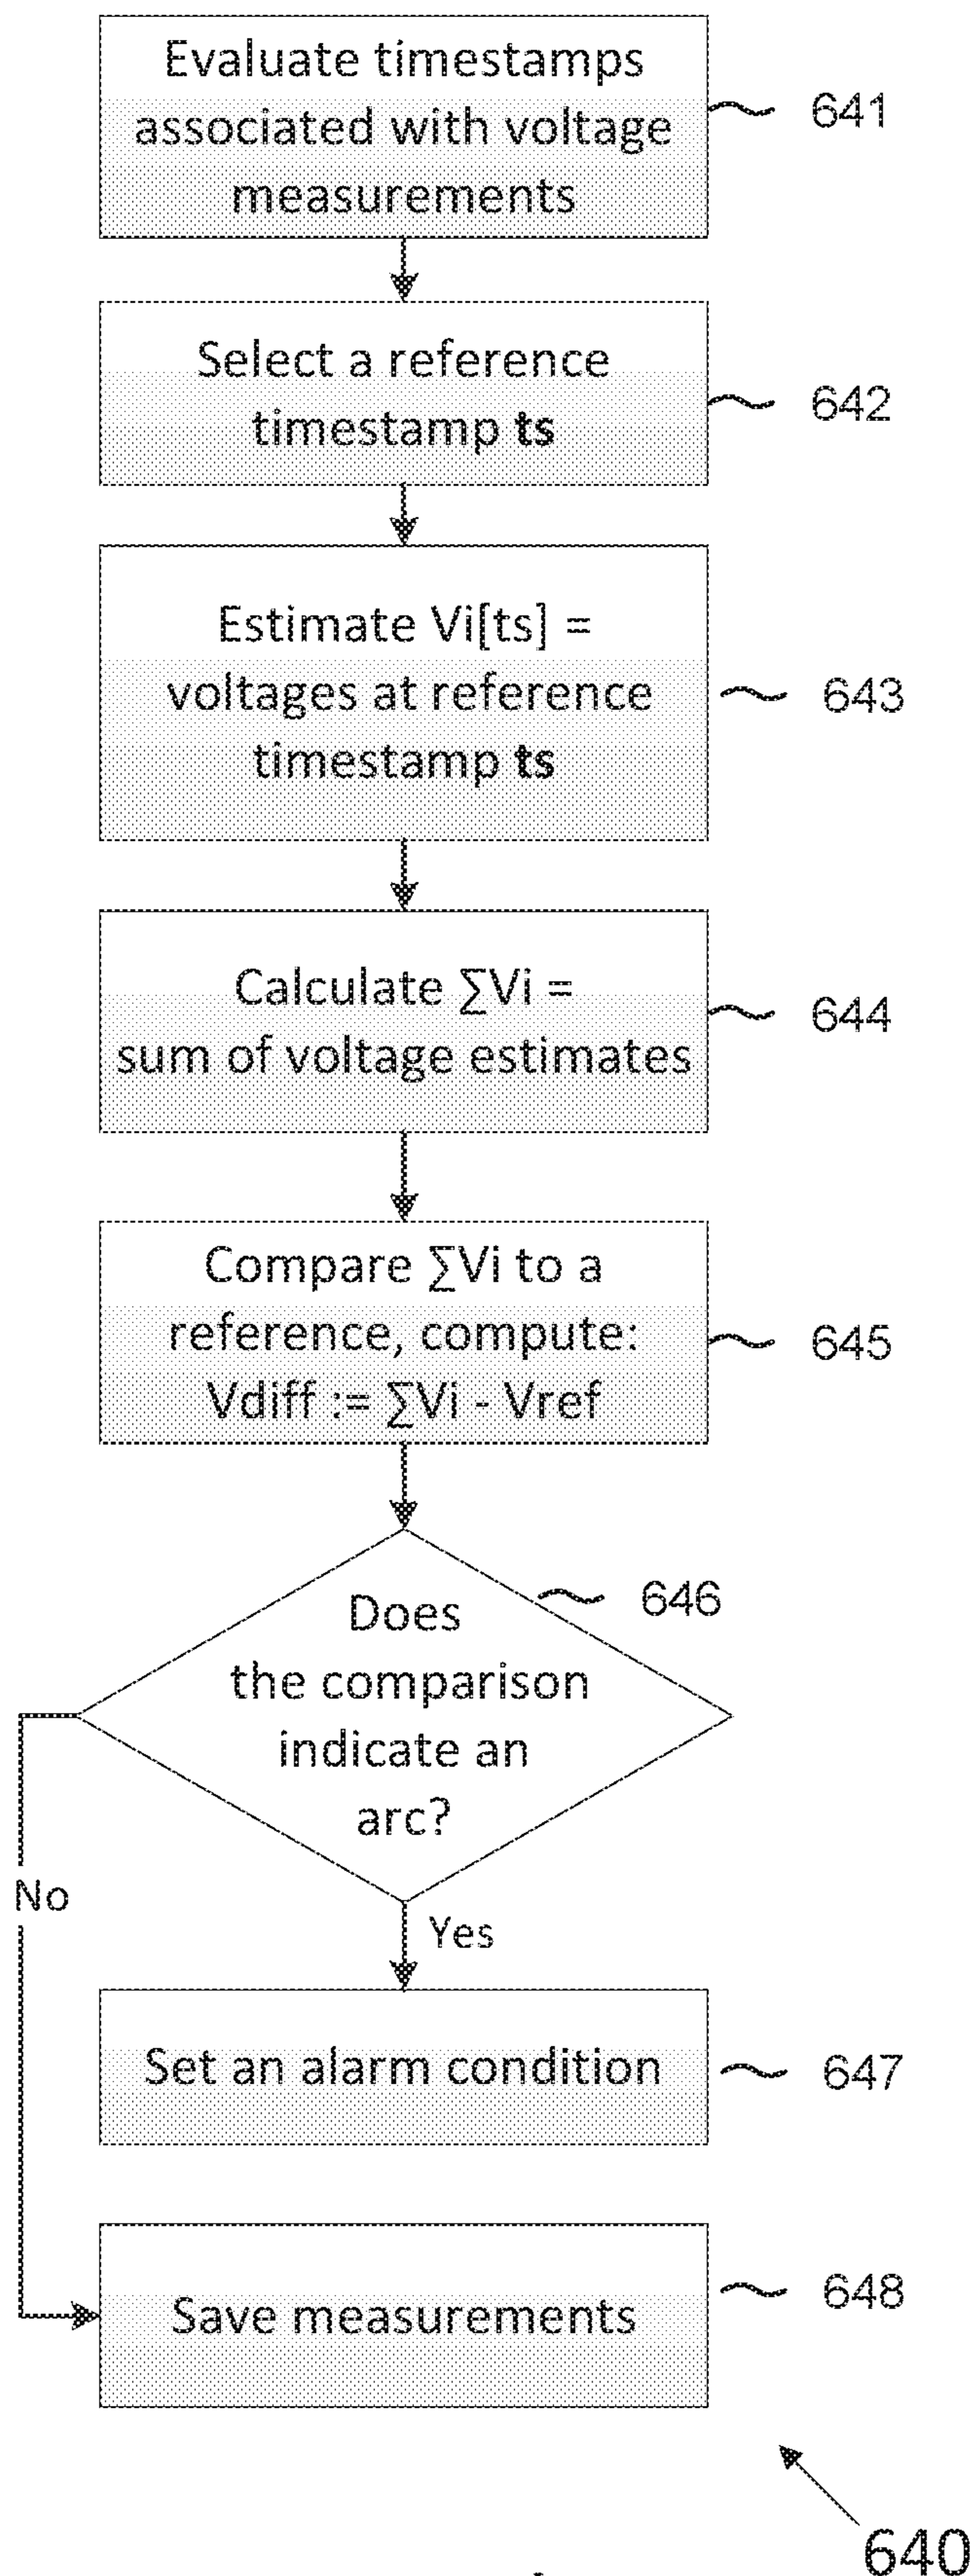 Evaluate timestamps
associated with voltage
measurements
641
Select a reference
timestamp ts
642
Estimate Vi[ts] =
voltages at reference
timestamp ts
643
Calculate ∑Vi =
sum of voltage estimates
644
Compare ∑Vi to a
reference, compute:
Vdiff := ∑Vi - Vref
645
646
Does
the comparison
indicate an
arc?
No
Yes
Set an alarm condition
647
Save measurements
648
640